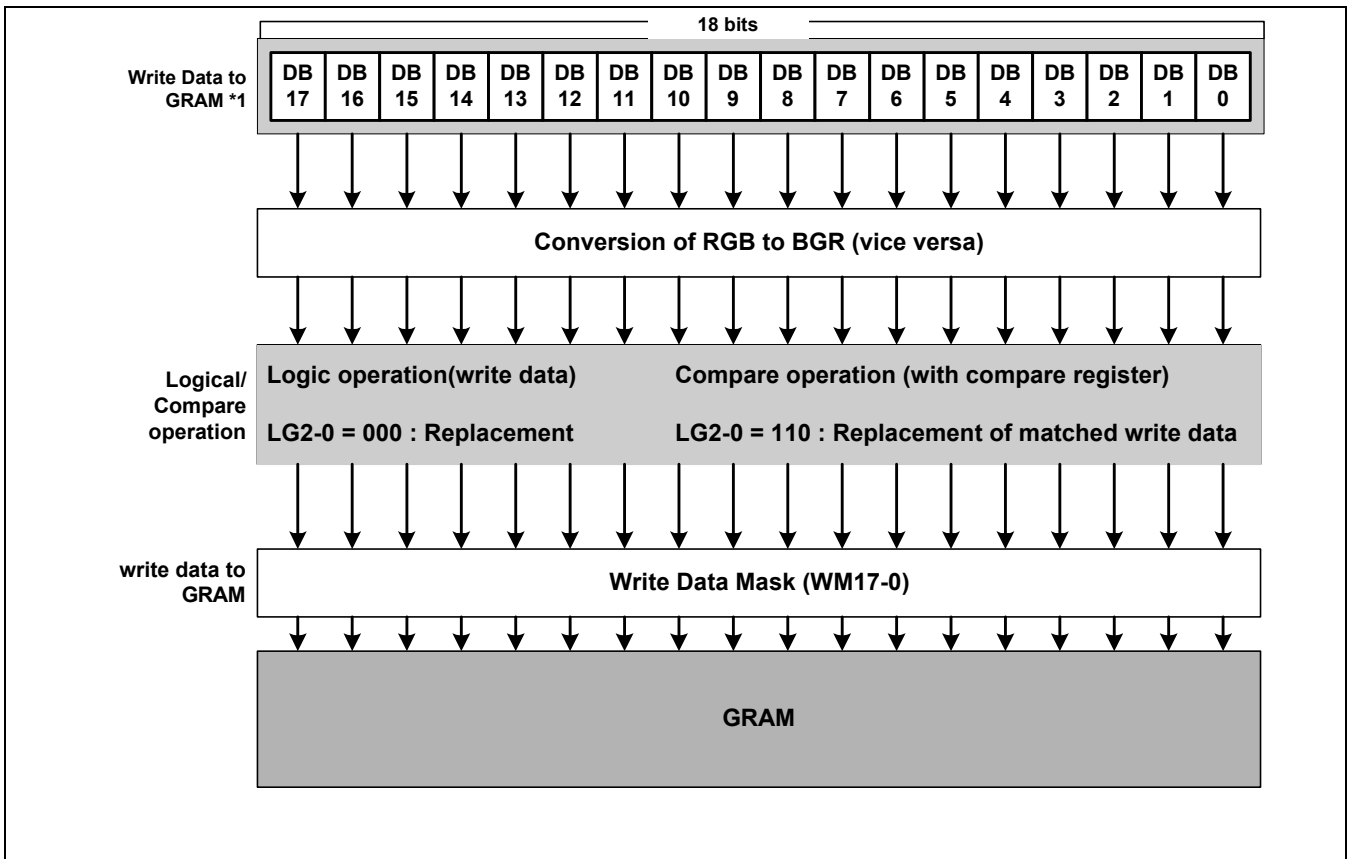 18 bits
Write Data to
GRAM *1
DB DB DB DB DB DB DB DB DB DB DB DB DB DB DB DB DB DB
17 16 15 14 13 12 11 10 9 8 7 6 5 4 3 2 1 0
Conversion of RGB to BGR (vice versa)
Logical/
Compare
operation
Logic operation(write data) Compare operation (with compare register)
LG2-0 = 000 : Replacement LG2-0 = 110 : Replacement of matched write data
write data to
GRAM
Write Data Mask (WM17-0)
GRAM